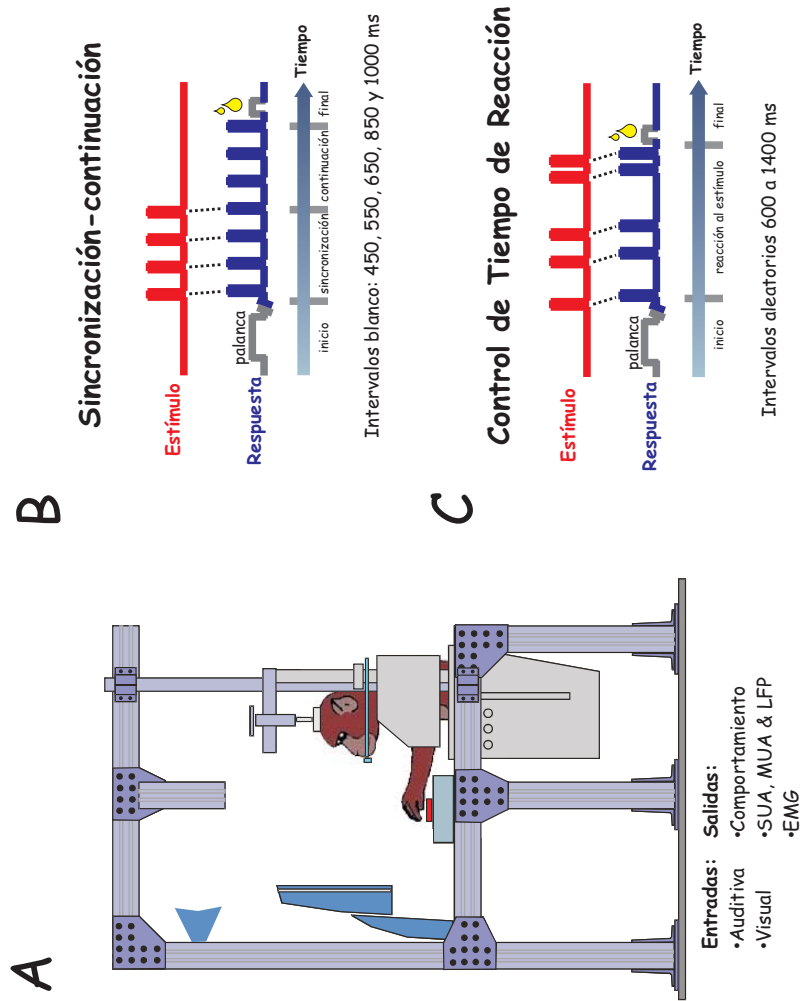 A
Entradas:
•Auditiva
•Visual
Salidas:
•Comportamiento
•SUA, MUA & LFP
•EMG
B
Sincronización-continuación
Estímulo
Respuesta
palanca
inicio
sincronización
continuación
final
Tiempo
Intervalos blanco: 450, 550, 650, 850 y 1000 ms
C
Control de Tiempo de Reacción
Estímulo
Respuesta
palanca
inicio
reacción al estímulo
final
Tiempo
Intervalos aleatorios 600 a 1400 ms